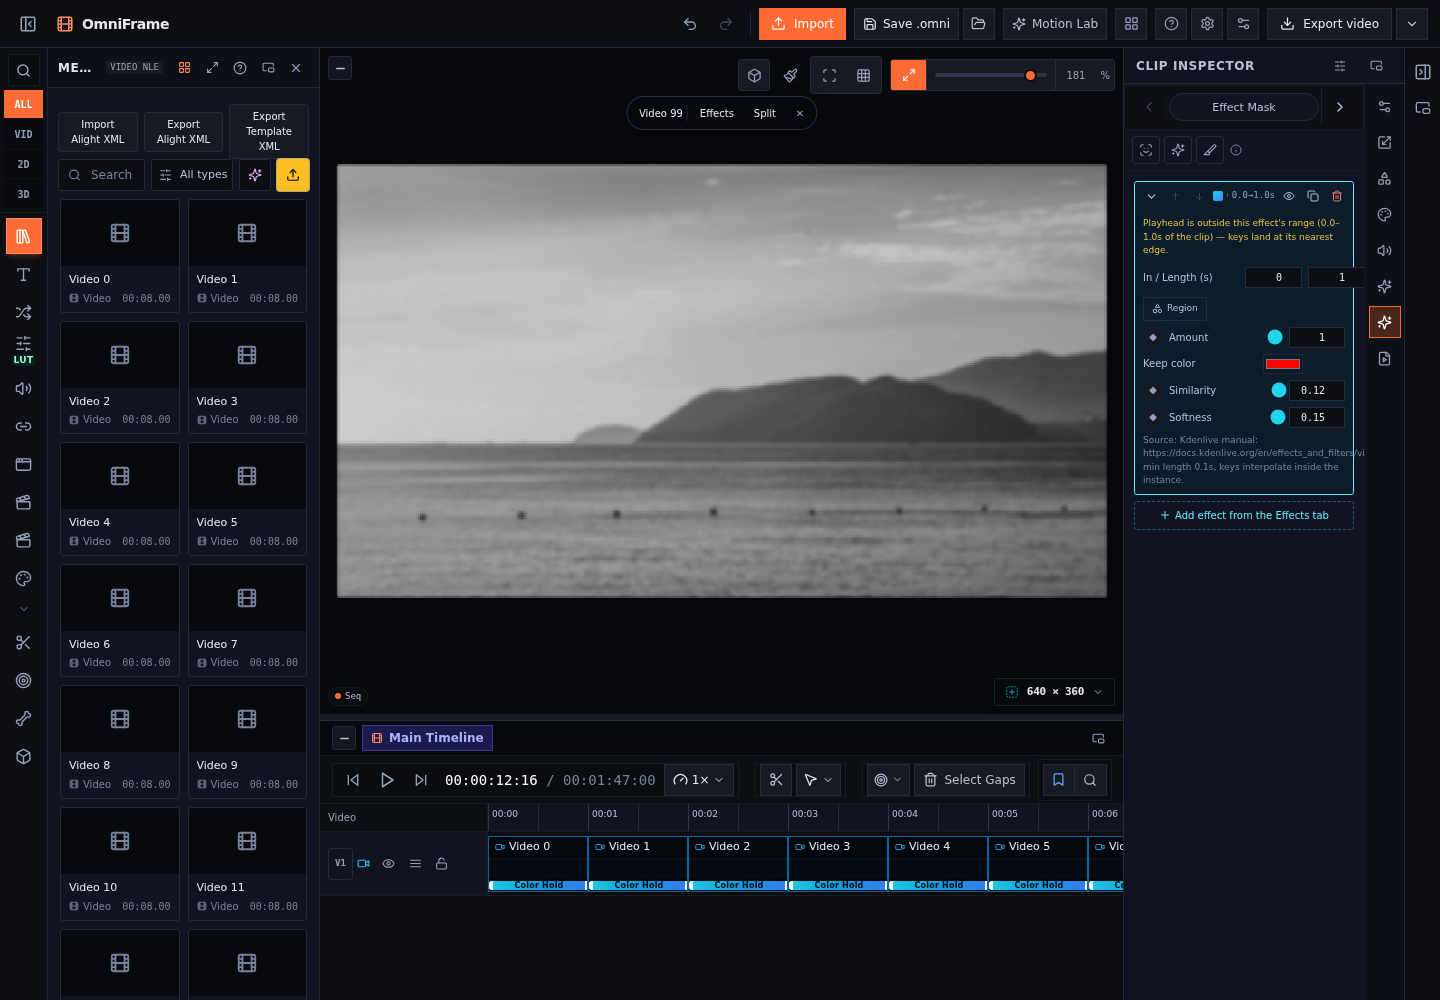 OmniFrame
Import
Save .omni
Motion Lab
Export video
ME...
VIDEO NLE
ALL
VID
2D
3D
LUT
Import
Alight XML
Export
Alight XML
Export
Template
XML
Search
All types
Video 0
Video 00:08.00
Video 1
Video 00:08.00
Video 2
Video 00:08.00
Video 3
Video 00:08.00
Video 4
Video 00:08.00
Video 5
Video 00:08.00
Video 6
Video 00:08.00
Video 7
Video 00:08.00
Video 8
Video 00:08.00
Video 9
Video 00:08.00
Video 10
Video 00:08.00
Video 11
Video 00:08.00
181 %
Video 99 Effects Split ×
Seq
640 × 360
Main Timeline
00:00:12:16 / 00:01:47:00
1×
Select Gaps
Video
00:00 00:01 00:02 00:03 00:04 00:05 00:06
V1
Video 0 Video 1 Video 2 Video 3 Video 4 Video 5 Vid
Color Hold Color Hold Color Hold Color Hold Color Hold Color Hold
CLIP INSPECTOR
Effect Mask
0.0→1.0s
Playhead is outside this effect's range (0.0–
1.0s of the clip) — keys land at its nearest
edge.
In / Length (s) 0 1
Region
Amount 1
Keep color
Similarity 0.12
Softness 0.15
Source: Kdenlive manual:
https://docs.kdenlive.org/en/effects_and_filters/vi
min length 0.1s, keys interpolate inside the
instance.
+ Add effect from the Effects tab